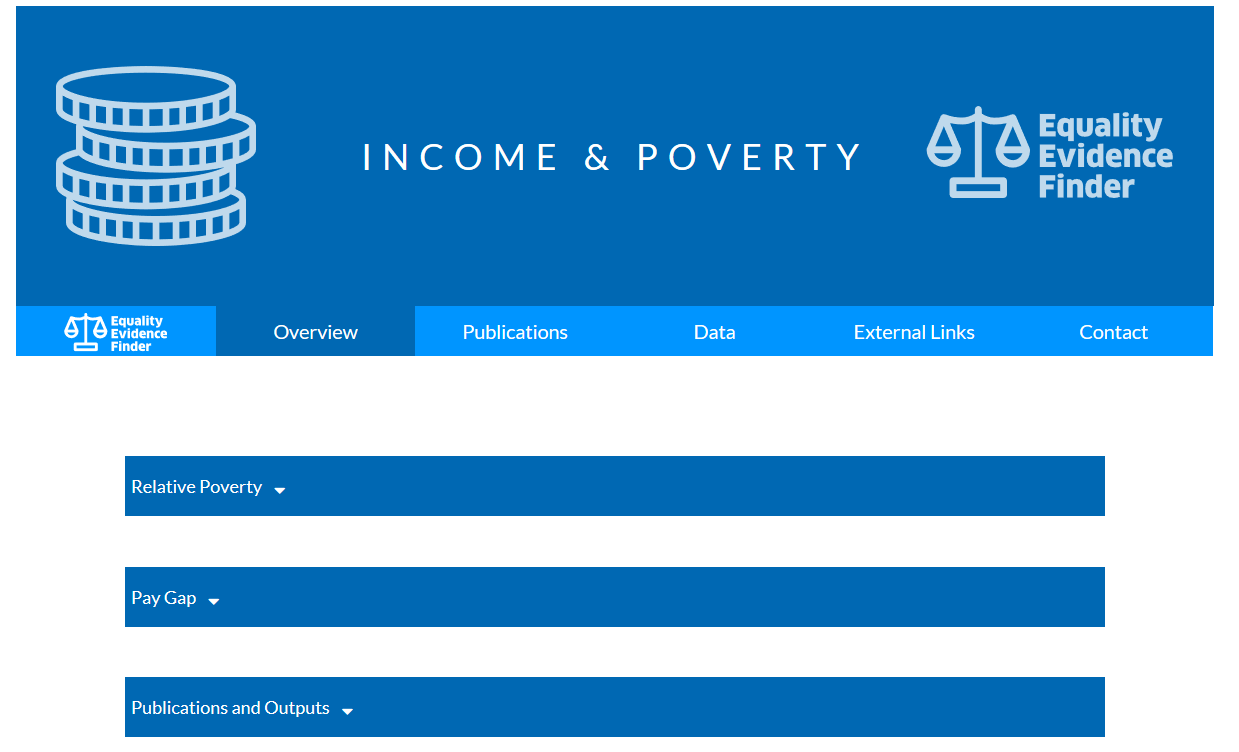 INCOME & POVERTY
Equality
Evidence
Finder
Equality
Evidence
Finder
Overview
Publications
Data
External Links
Contact
Relative Poverty
Pay Gap
Publications and Outputs